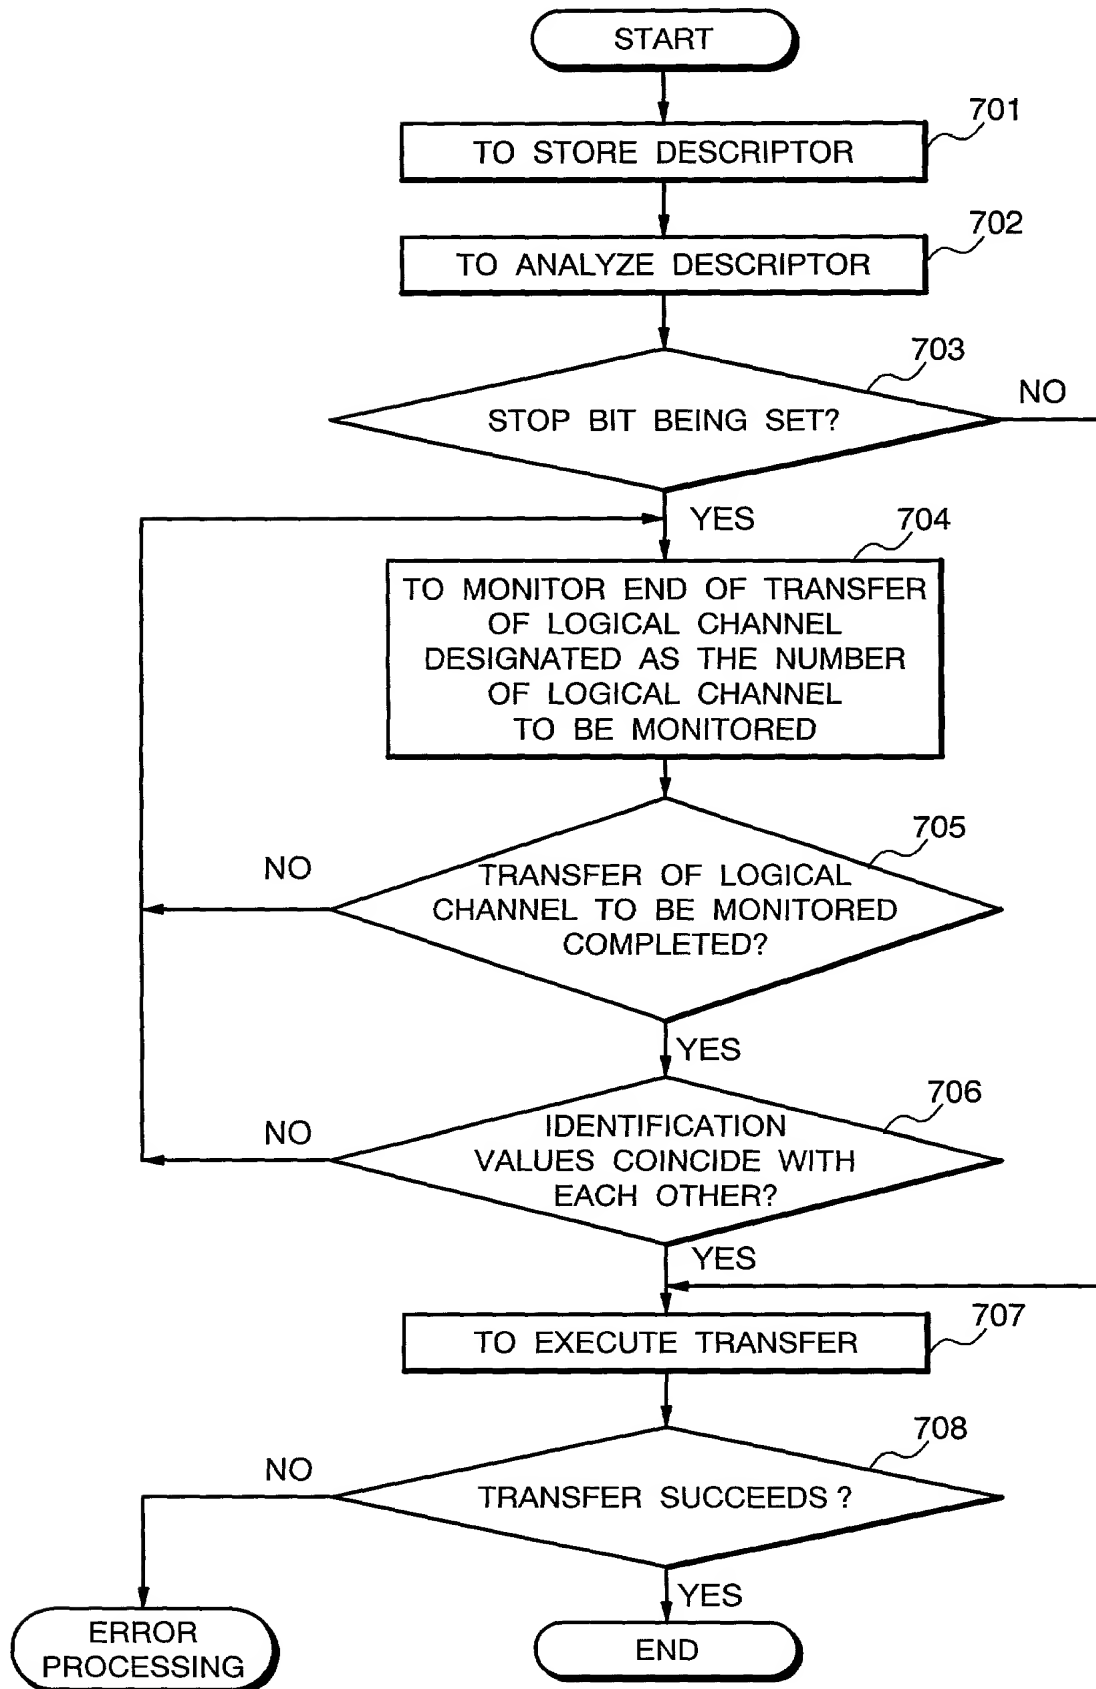 START
701
TO STORE DESCRIPTOR
702
TO ANALYZE DESCRIPTOR
703
STOP BIT BEING SET?
NO
YES
704
TO MONITOR END OF TRANSFER
OF LOGICAL CHANNEL
DESIGNATED AS THE NUMBER
OF LOGICAL CHANNEL
TO BE MONITORED
705
NO
TRANSFER OF LOGICAL
CHANNEL TO BE MONITORED
COMPLETED?
YES
706
NO
IDENTIFICATION
VALUES COINCIDE WITH
EACH OTHER?
YES
707
TO EXECUTE TRANSFER
708
NO
TRANSFER SUCCEEDS ?
YES
ERROR
PROCESSING
END